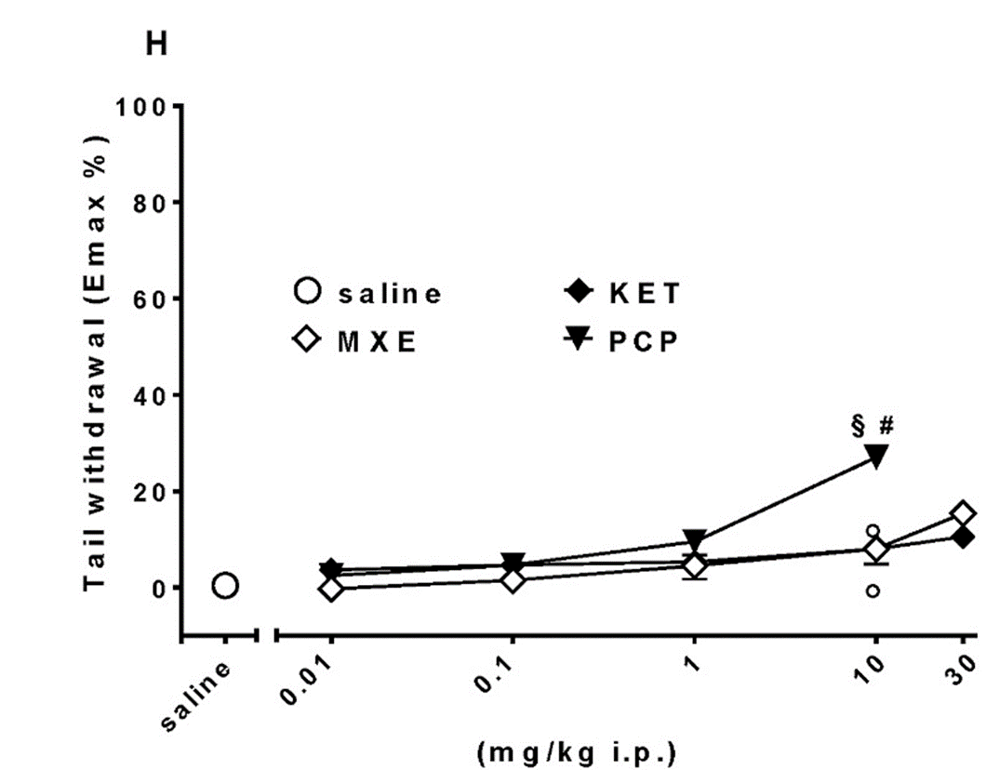 H
Tail withdrawal (Emax %)
100
80
60
40
20
0
saline
KET
MXE
PCP
§ #
saline
0.01
0.1
1
10
30
(mg/kg i.p.)